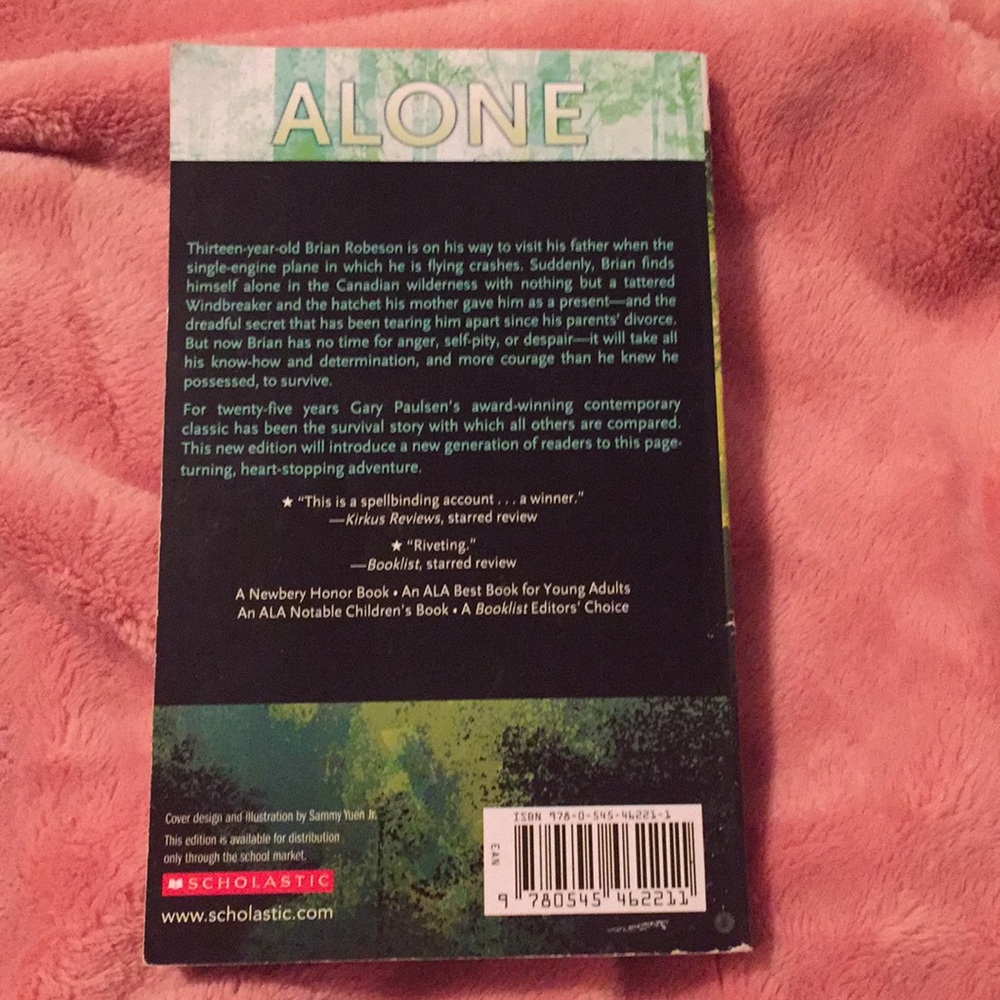 ALONE
Thirteen-year-old Brian Robeson is on his way to visit his father when the
single-engine plane in which he is flying crashes. Suddenly, Brian finds
himself alone in the Canadian wilderness with nothing but a tattered
Windbreaker and the hatchet his mother gave him as a present—and the
dreadful secret that has been tearing him apart since his parents' divorce.
But now Brian has no time for anger, self-pity, or despair—it will take all
his know-how and determination, and more courage than he knew he
possessed, to survive.
For twenty-five years Gary Paulsen's award-winning contemporary
classic has been the survival story with which all others are compared.
This new edition will introduce a new generation of readers to this page-
turning, heart-stopping adventure.
★ "This is a spellbinding account . . . a winner."
—Kirkus Reviews, starred review
★ "Riveting."
—Booklist, starred review
A Newbery Honor Book • An ALA Best Book for Young Adults
An ALA Notable Children's Book • A Booklist Editors' Choice
Cover design and illustration by Sammy Yuen Jr.
This edition is available for distribution
only through the school market.
SCHOLASTIC
www.scholastic.com
ISBN 978-0-545-46221-1
EAN
9 780545 462211